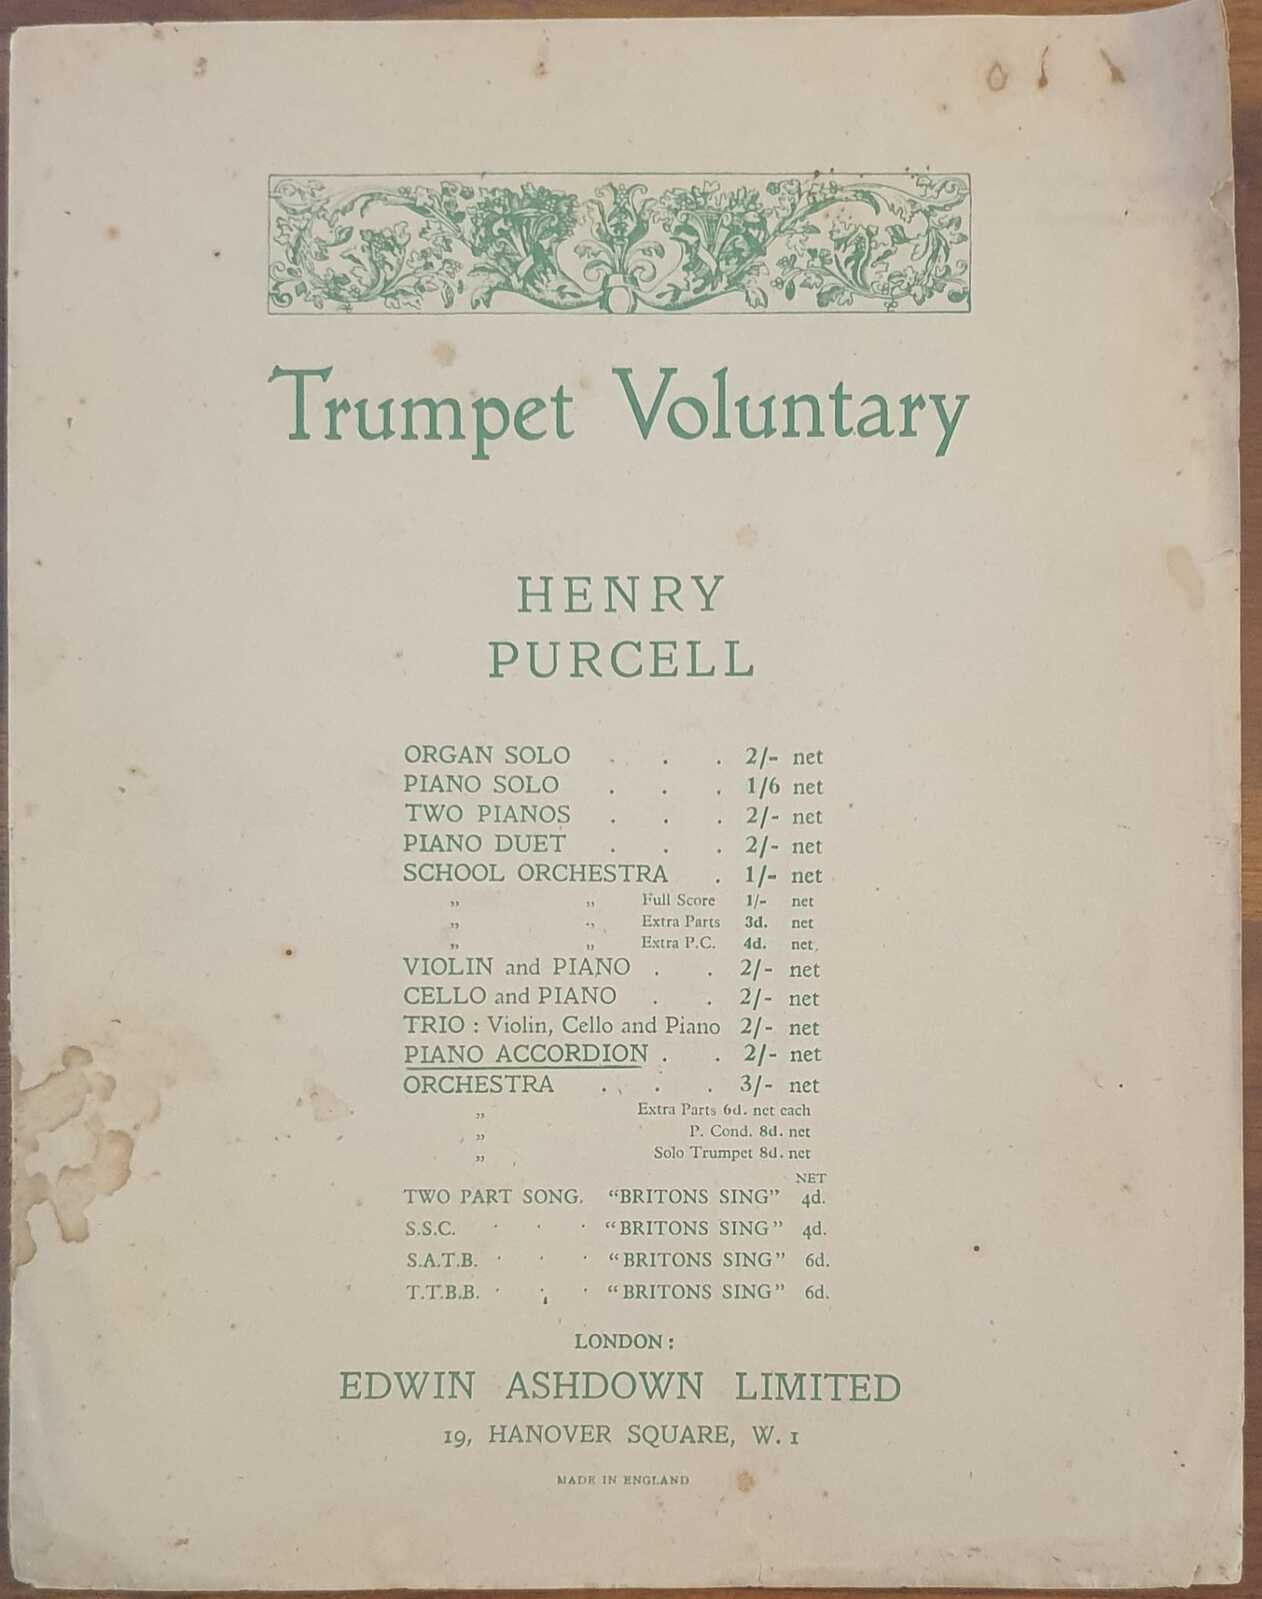 Trumpet Voluntary
HENRY
PURCELL
ORGAN SOLO . . . 2/- net
PIANO SOLO . . . 1/6 net
TWO PIANOS . . . 2/- net
PIANO DUET . . . 2/- net
SCHOOL ORCHESTRA . 1/- net
„ „ Full Score 1/- net
„ „ Extra Parts 3d. net
„ „ Extra P.C. 4d. net
VIOLIN and PIANO . . 2/- net
CELLO and PIANO . . 2/- net
TRIO : Violin, Cello and Piano 2/- net
PIANO ACCORDION . . 2/- net
ORCHESTRA . . . 3/- net
„ Extra Parts 6d. net each
„ P. Cond. 8d. net
„ Solo Trumpet 8d. net
NET
TWO PART SONG. "BRITONS SING" 4d.
S.S.C. · · · "BRITONS SING" 4d.
S.A.T.B. · · · "BRITONS SING" 6d.
T.T.B.B. · · · "BRITONS SING" 6d.
LONDON :
EDWIN ASHDOWN LIMITED
19, HANOVER SQUARE, W. 1
MADE IN ENGLAND